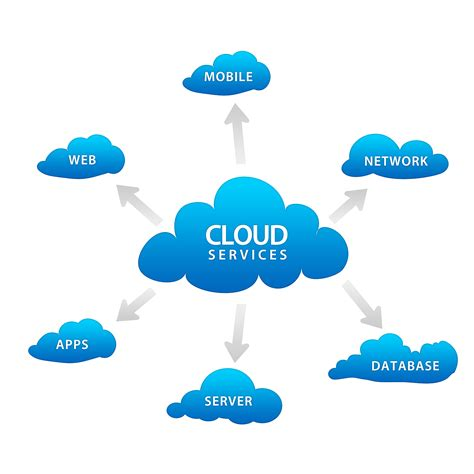 MOBILE
WEB
NETWORK
CLOUD
SERVICES
APPS
DATABASE
SERVER